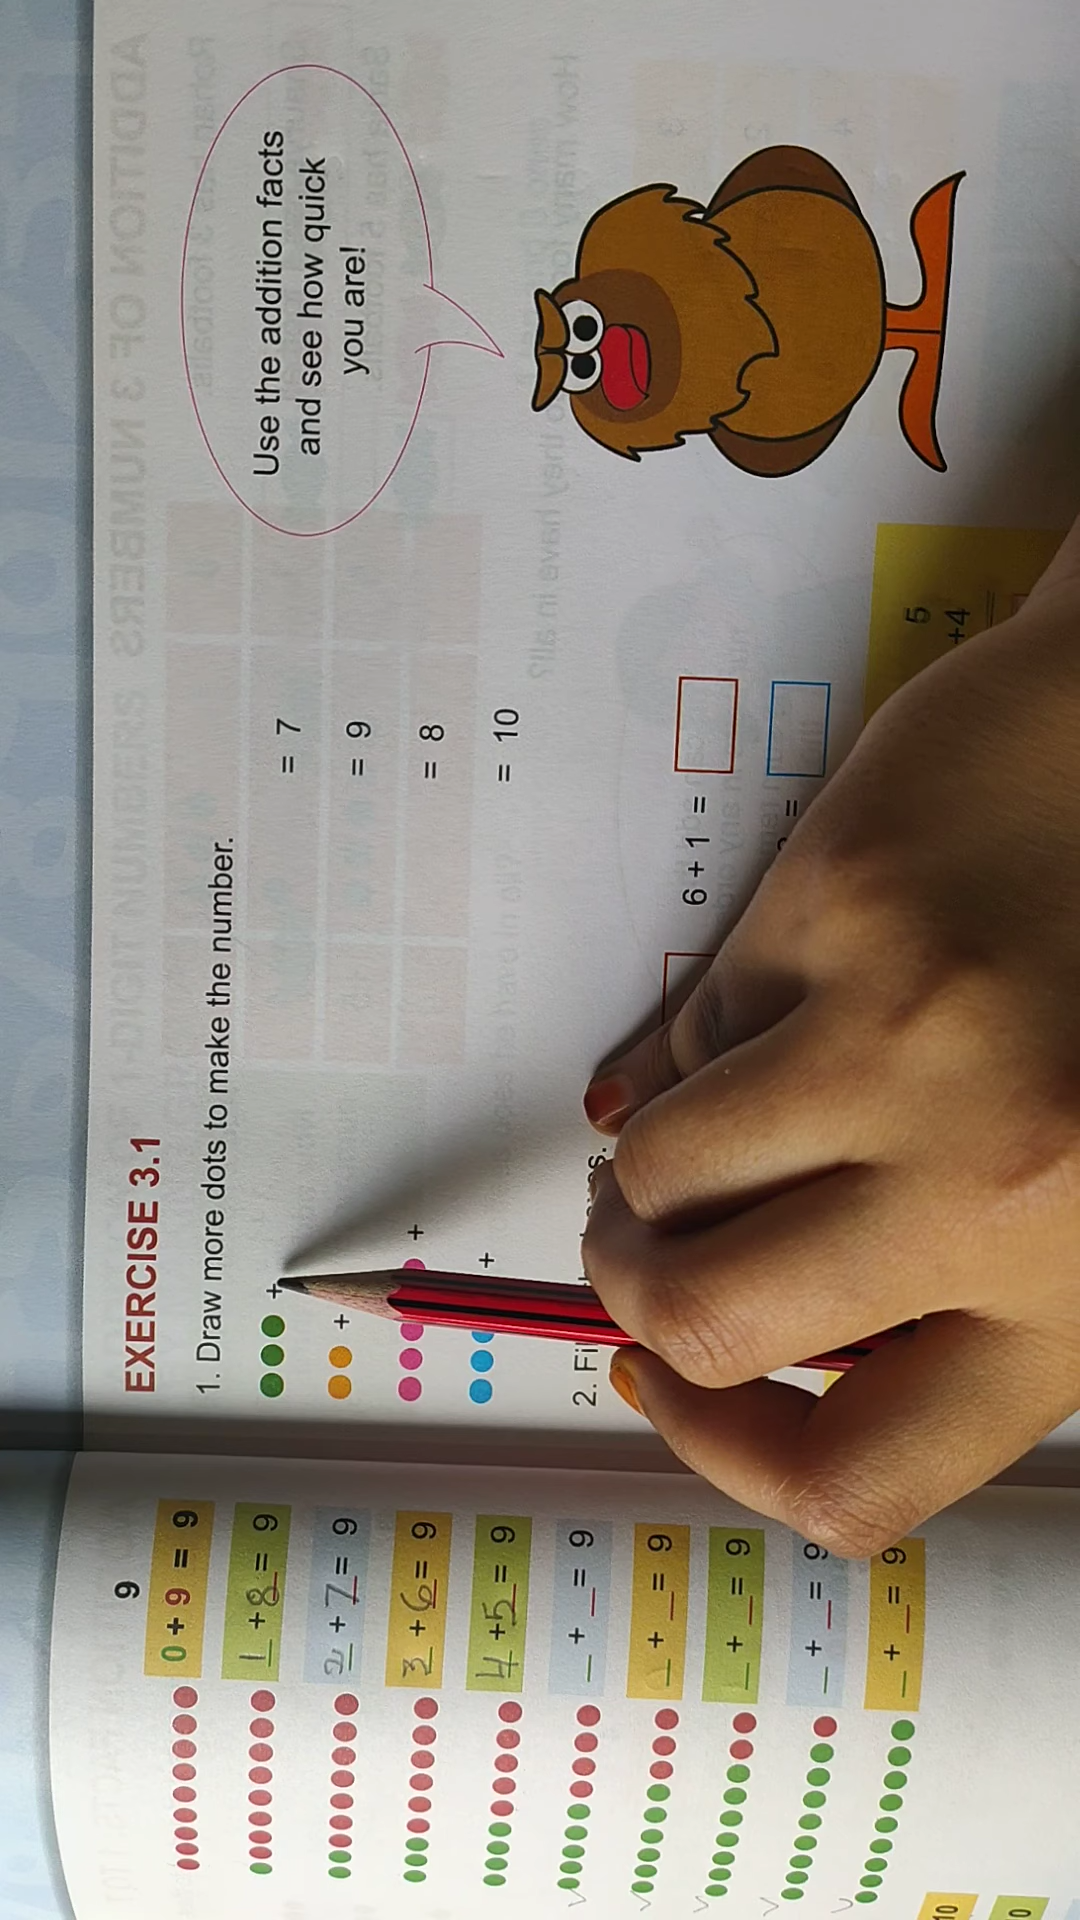 9
0 + 9 = 9
1 + 8 = 9
2 + 7 = 9
3 + 6 = 9
4 + 5 = 9
_ + _ = 9
_ + _ = 9
_ + _ = 9
_ + _ = 9
_ + _ = 9
10
0
EXERCISE 3.1
1. Draw more dots to make the number.
+ = 7
+ = 9
+ = 8
+ = 10
Use the addition facts
and see how quick
you are!
2.
6 + 1 =
=
5
+4